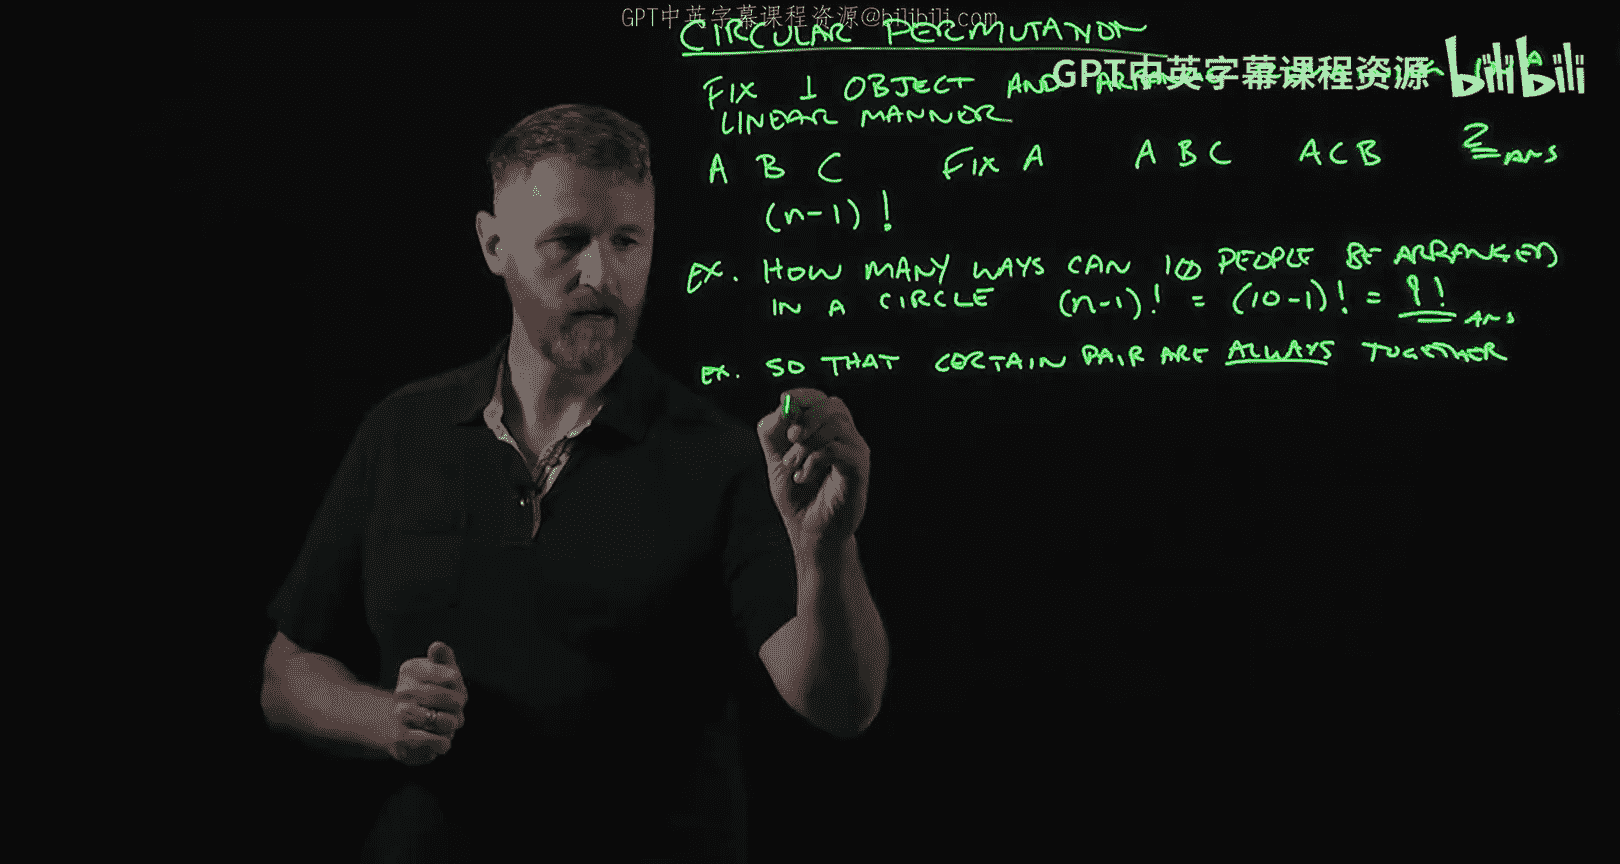 GPT中英字幕课程资源@bilibili.com
CIRCULAR PERMUTATION
GPT中英字幕课程资源 bilibili
FIX 1 OBJECT AND A
LINEAR MANNER
A B C FIX A A B C A C B 2 ANS
(n-1)!
EX. HOW MANY WAYS CAN 10 PEOPLE BE ARRANGED
IN A CIRCLE (n-1)! = (10-1)! = 9! ANS
EX. SO THAT CERTAIN PAIR ARE ALWAYS TOGETHER